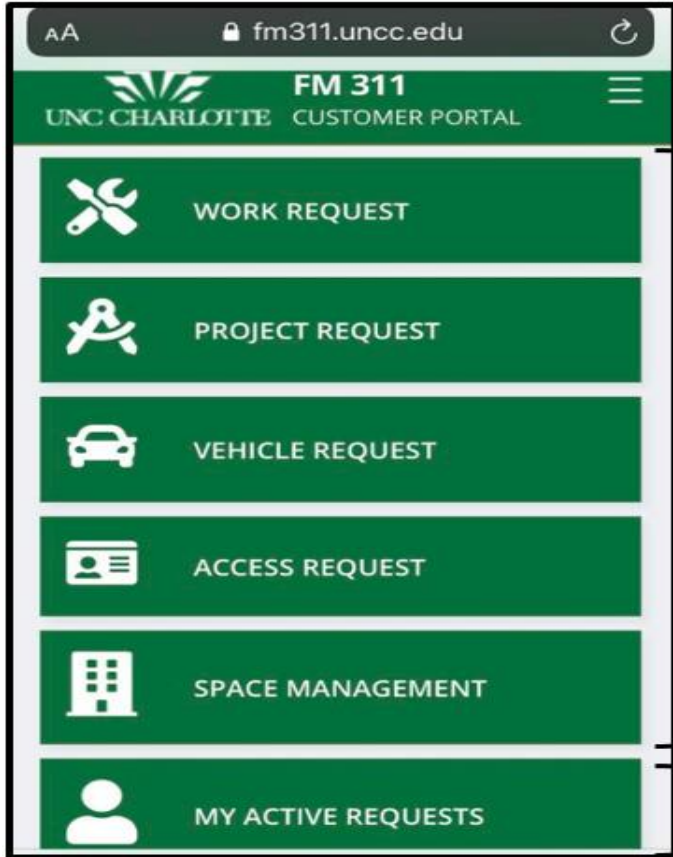 AA fm311.uncc.edu
FM 311
UNC CHARLOTTE CUSTOMER PORTAL
WORK REQUEST
PROJECT REQUEST
VEHICLE REQUEST
ACCESS REQUEST
SPACE MANAGEMENT
MY ACTIVE REQUESTS